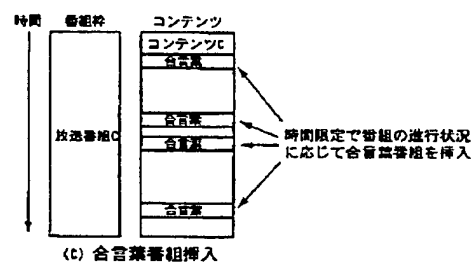 時間 番組枠 コンテンツ
コンテンツC
合言葉
合言葉
放送番組C
合言葉
時間限定で番組の進行状況
に応じて合言葉番組を挿入
合言葉
(C) 合言葉番組挿入